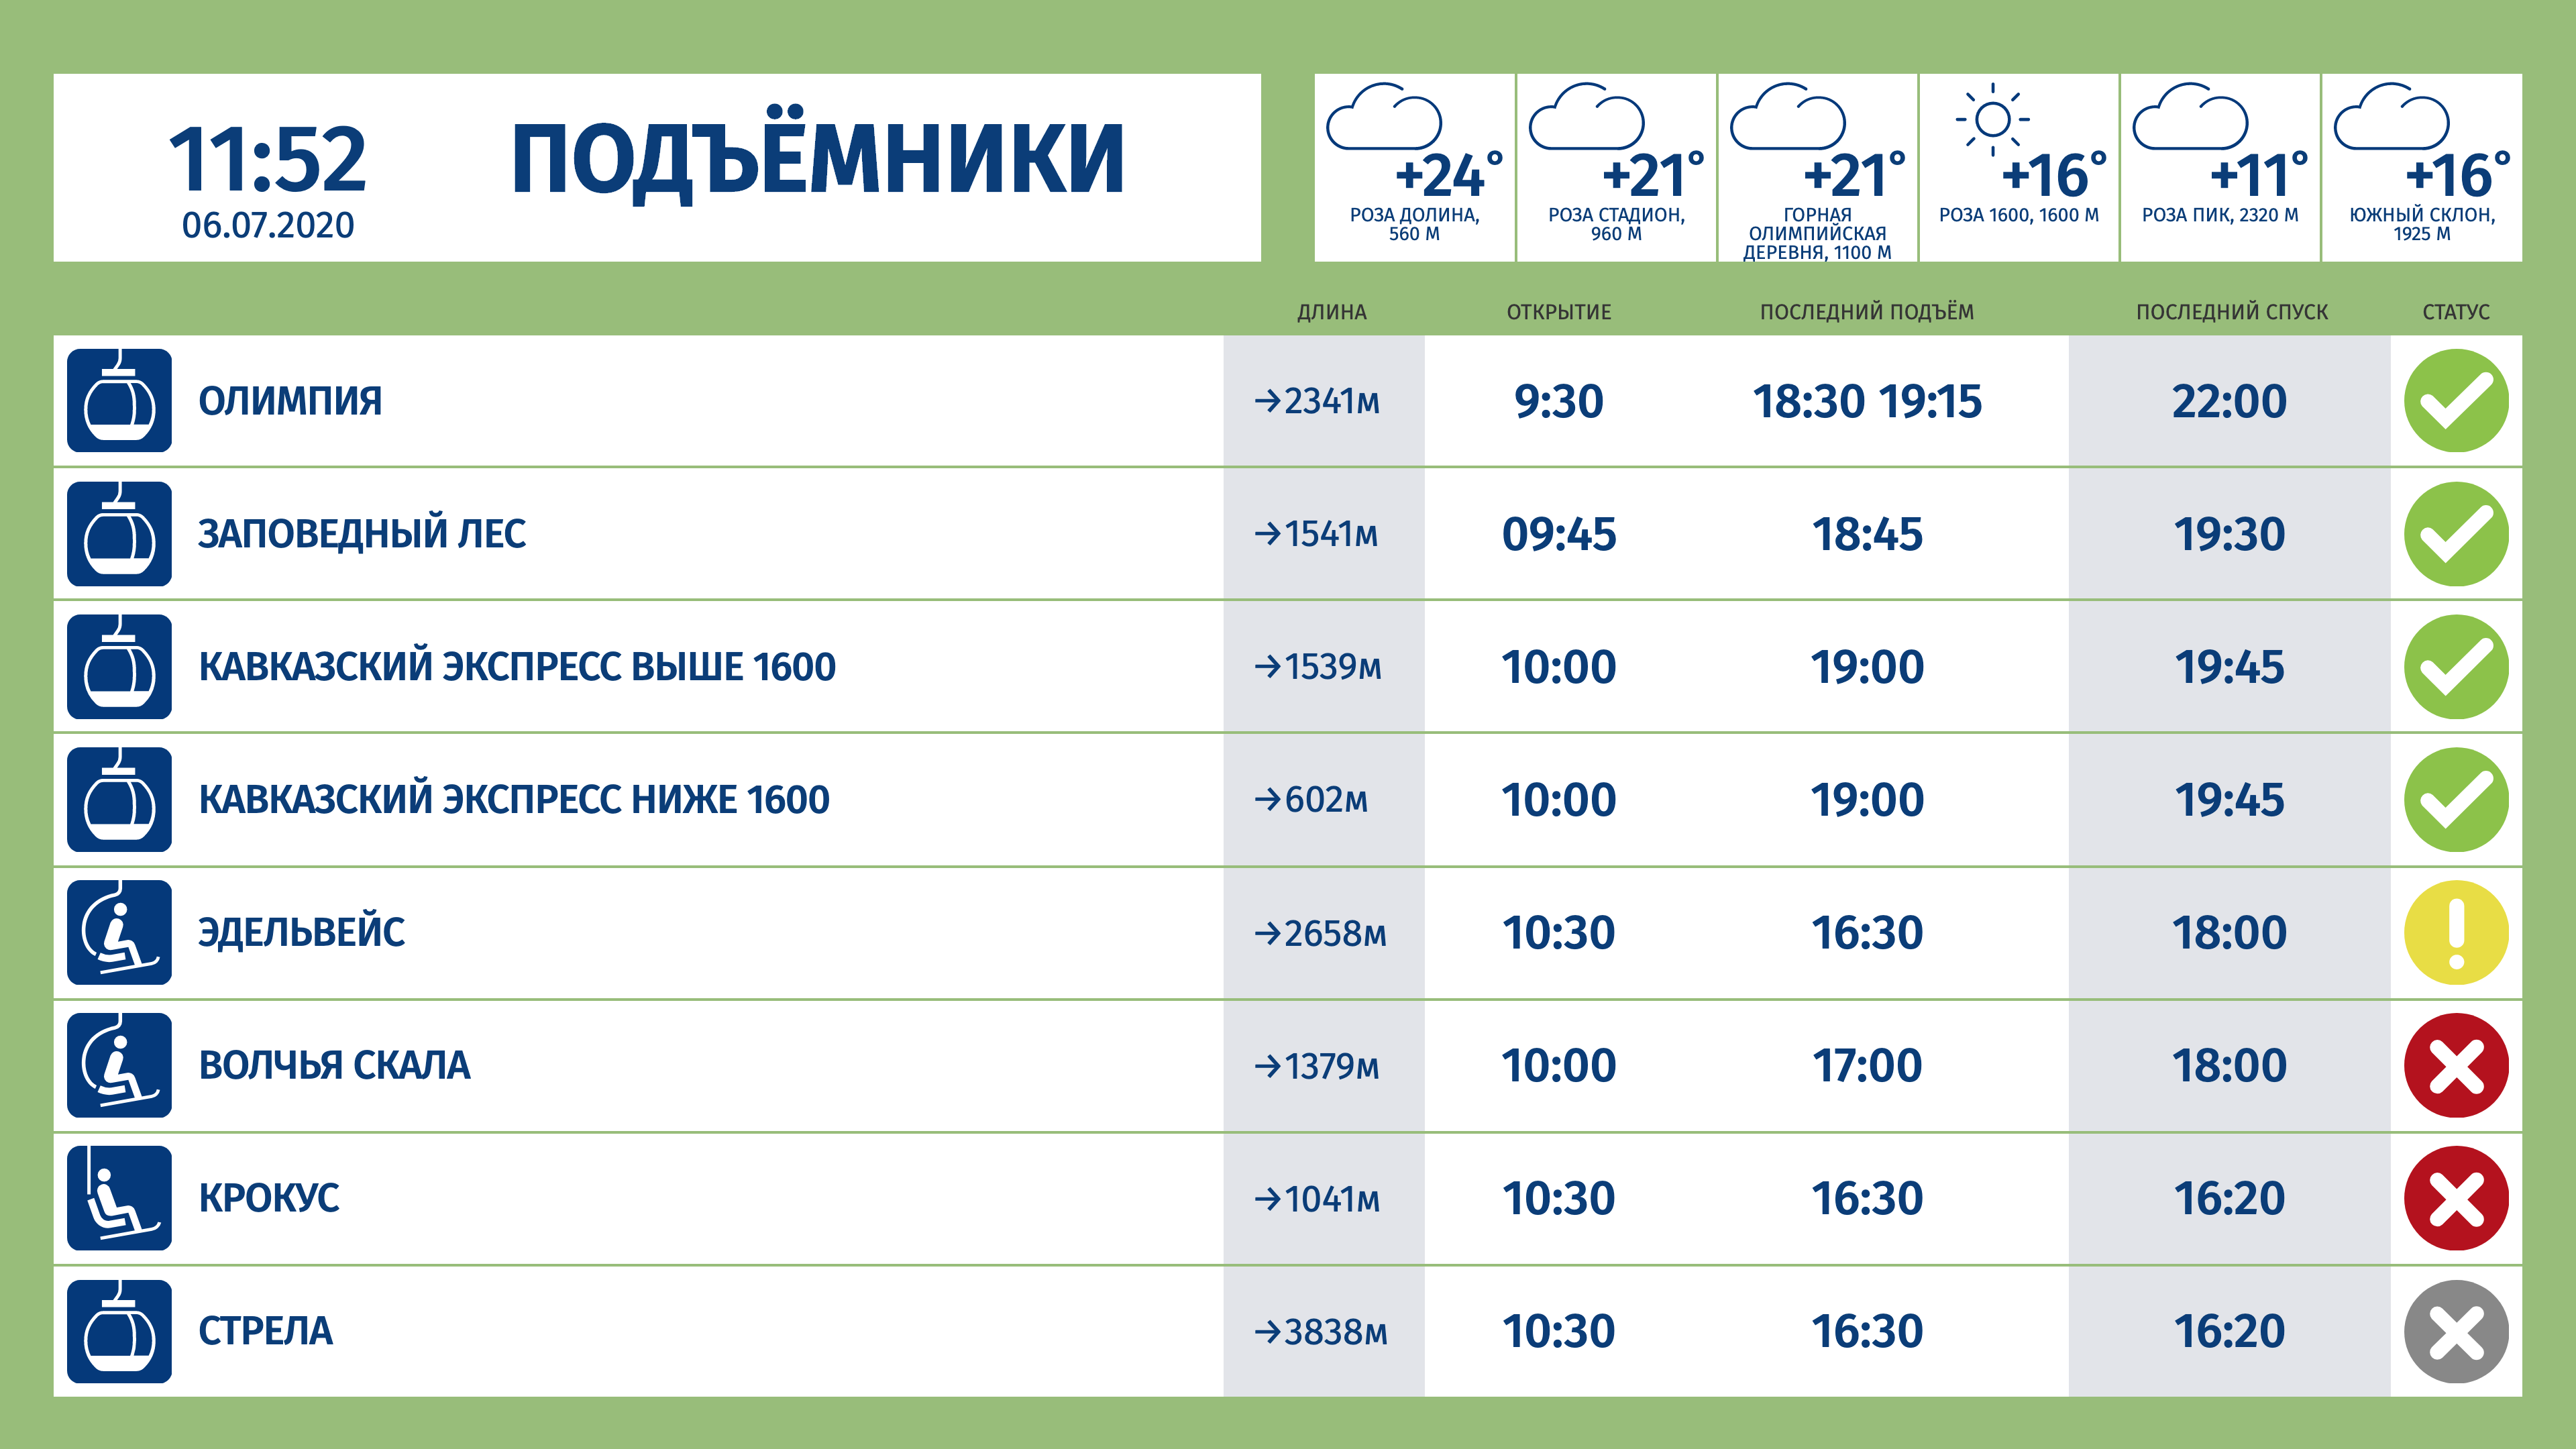 11:52
06.07.2020
ПОДЪЁМНИКИ
+24°
РОЗА ДОЛИНА,
560 М
+21°
РОЗА СТАДИОН,
960 М
+21°
ГОРНАЯ
ОЛИМПИЙСКАЯ
ДЕРЕВНЯ, 1100 М
+16°
РОЗА 1600, 1600 М
+11°
РОЗА ПИК, 2320 М
+16°
ЮЖНЫЙ СКЛОН,
1925 М
ДЛИНА ОТКРЫТИЕ ПОСЛЕДНИЙ ПОДЪЁМ ПОСЛЕДНИЙ СПУСК СТАТУС
ОЛИМПИЯ →2341м 9:30 18:30 19:15 22:00
ЗАПОВЕДНЫЙ ЛЕС →1541м 09:45 18:45 19:30
КАВКАЗСКИЙ ЭКСПРЕСС ВЫШЕ 1600 →1539м 10:00 19:00 19:45
КАВКАЗСКИЙ ЭКСПРЕСС НИЖЕ 1600 →602м 10:00 19:00 19:45
ЭДЕЛЬВЕЙС →2658м 10:30 16:30 18:00
ВОЛЧЬЯ СКАЛА →1379м 10:00 17:00 18:00
КРОКУС →1041м 10:30 16:30 16:20
СТРЕЛА →3838м 10:30 16:30 16:20